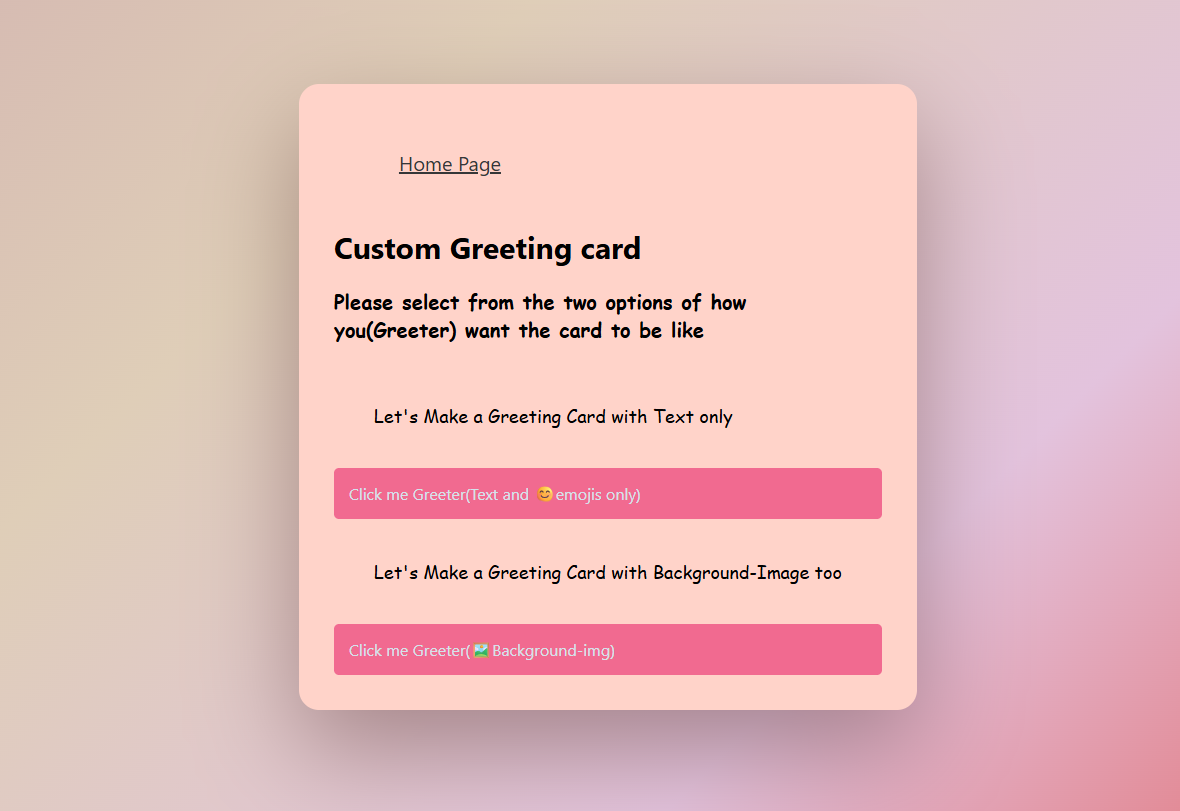 Home Page
Custom Greeting card
Please select from the two options of how
you(Greeter) want the card to be like
Let's Make a Greeting Card with Text only
Click me Greeter(Text and 😊emojis only)
Let's Make a Greeting Card with Background-Image too
Click me Greeter(🏞️Background-img)